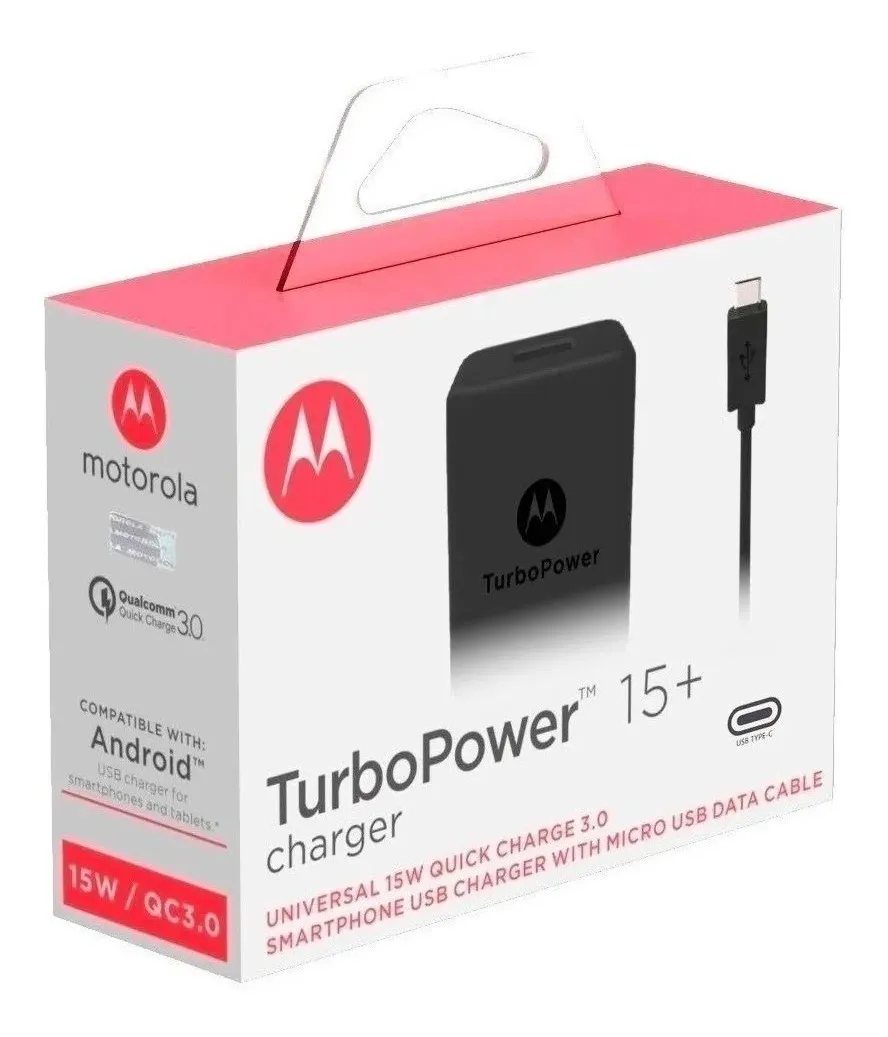 motorola
Qualcomm
Quick Charge 3.0
COMPATIBLE WITH:
Android™
USB charger for
smartphones and tablets.*
15W / QC3.0
TurboPower
TurboPower™ 15+
charger
USB TYPE-C
UNIVERSAL 15W QUICK CHARGE 3.0
SMARTPHONE USB CHARGER WITH MICRO USB DATA CABLE